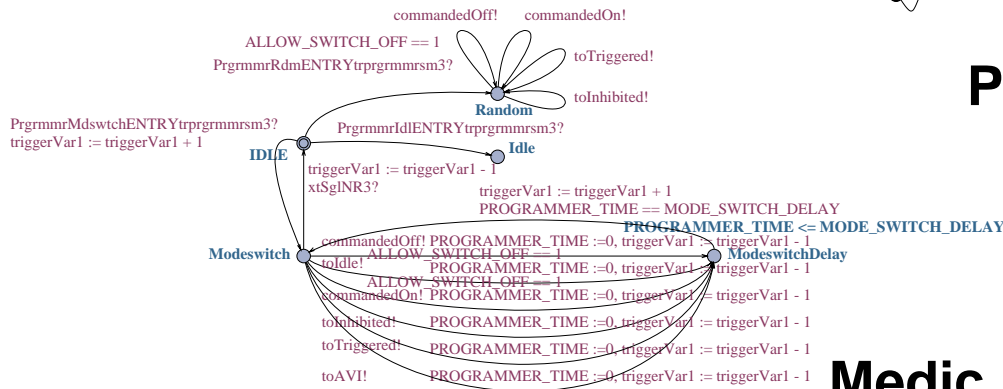 commandedOff! commandedOn!
ALLOW_SWITCH_OFF == 1
toTriggered!
PrgrmmrRdmENTRYtrprgrmmrsm3?
P
toInhibited!
Random
PrgrmmrMdswtchENTRYtrprgrmmrsm3?
PrgrmmrIdlENTRYtrprgrmmrsm3?
triggerVar1 := triggerVar1 + 1
Idle
IDLE
triggerVar1 := triggerVar1 - 1
xtSglNR3?
triggerVar1 := triggerVar1 + 1
PROGRAMMER_TIME == MODE_SWITCH_DELAY
PROGRAMMER_TIME <= MODE_SWITCH_DELAY
commandedOff! PROGRAMMER_TIME :=0, triggerVar1 := triggerVar1 - 1
Modeswitch
ALLOW_SWITCH_OFF == 1
ModeswitchDelay
toIdle!
PROGRAMMER_TIME :=0, triggerVar1 := triggerVar1 - 1
ALLOW_SWITCH_OFF == 1
commandedOn! PROGRAMMER_TIME :=0, triggerVar1 := triggerVar1 - 1
toInhibited! PROGRAMMER_TIME :=0, triggerVar1 := triggerVar1 - 1
toTriggered! PROGRAMMER_TIME :=0, triggerVar1 := triggerVar1 - 1
toAVI! PROGRAMMER_TIME :=0, triggerVar1 := triggerVar1 - 1
Medic